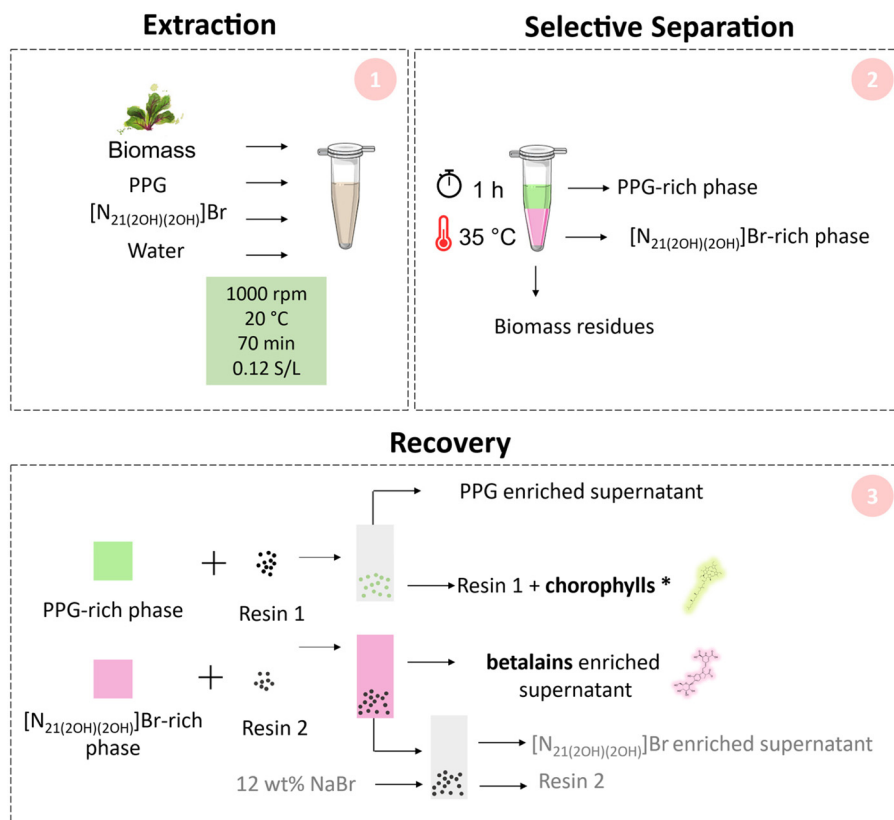 Extraction
1
Biomass
PPG
[N21(2OH)(2OH)]Br
Water
1000 rpm
20 °C
70 min
0.12 S/L
Selective Separation
2
1 h
35 °C
PPG-rich phase
[N21(2OH)(2OH)]Br-rich phase
Biomass residues
Recovery
3
PPG-rich phase
+
Resin 1
PPG enriched supernatant
Resin 1 + chorophylls *
[N21(2OH)(2OH)]Br-rich
phase
+
Resin 2
betalains enriched
supernatant
12 wt% NaBr
[N21(2OH)(2OH)]Br enriched supernatant
Resin 2